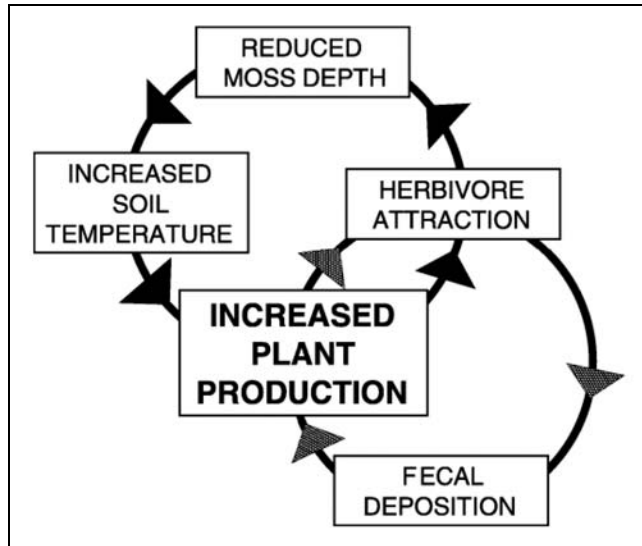 REDUCED
MOSS DEPTH
INCREASED
SOIL
TEMPERATURE
HERBIVORE
ATTRACTION
INCREASED
PLANT
PRODUCTION
FECAL
DEPOSITION